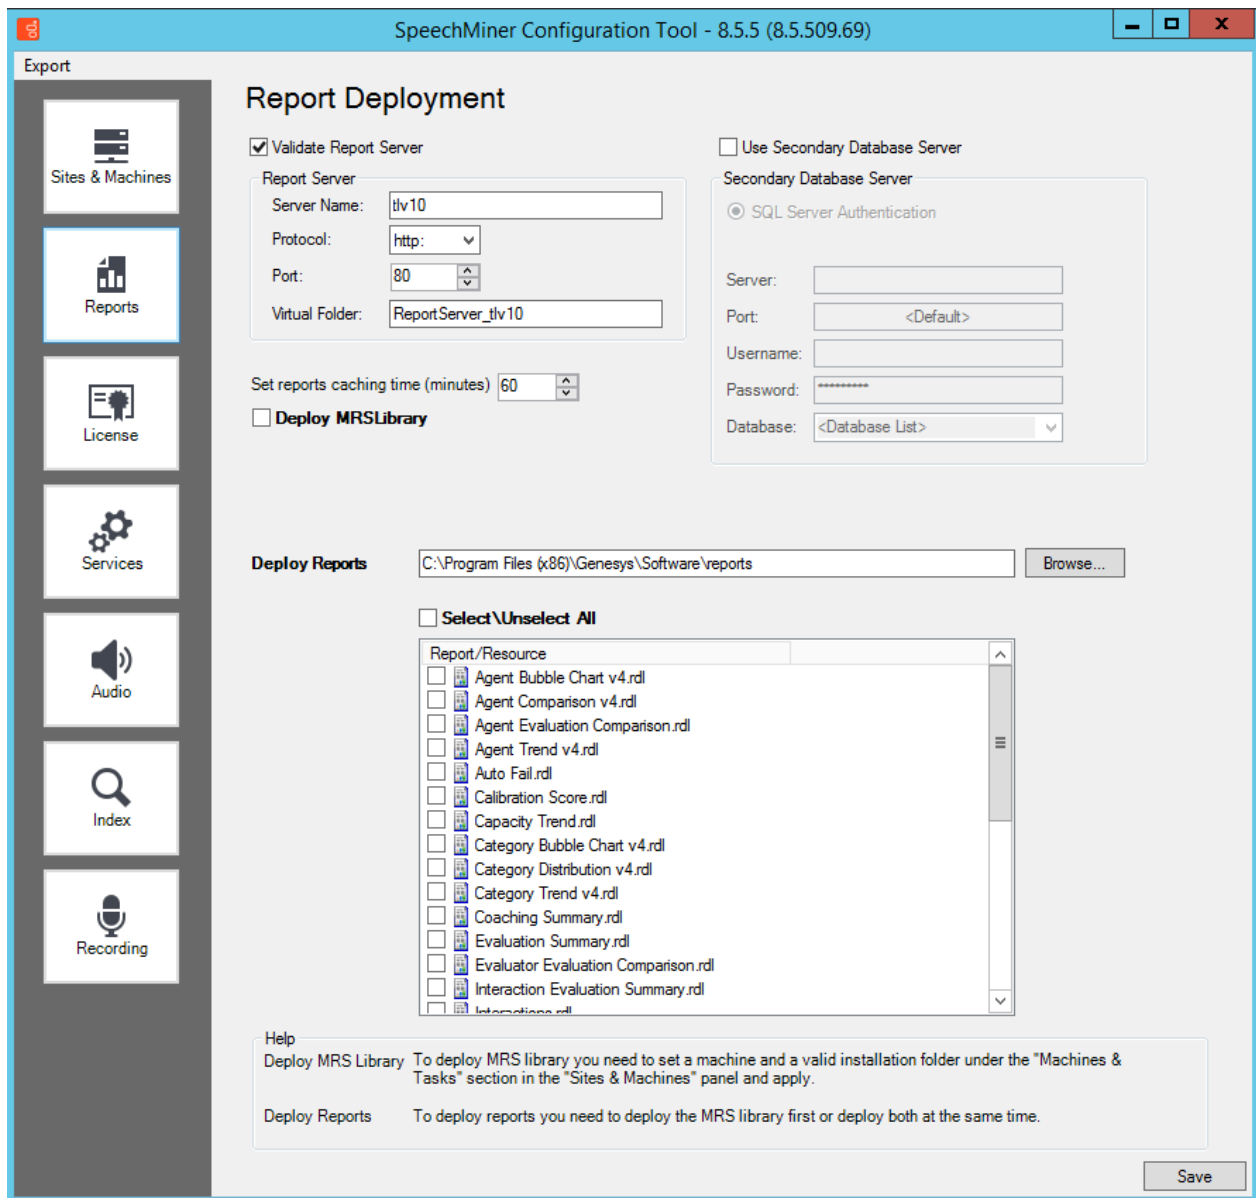 SpeechMiner Configuration Tool - 8.5.5 (8.5.509.69)
Export
Sites & Machines
Reports
License
Services
Audio
Index
Recording
Report Deployment
Validate Report Server
Report Server
Server Name: tlv10
Protocol: http:
Port: 80
Virtual Folder: ReportServer_tlv10
Set reports caching time (minutes) 60
Deploy MRSLibrary
Use Secondary Database Server
Secondary Database Server
SQL Server Authentication
Server:
Port: <Default>
Username:
Password: *********
Database: <Database List>
Deploy Reports C:\Program Files (x86)\Genesys\Software\reports Browse...
Select\Unselect All
Report/Resource
Agent Bubble Chart v4.rdl
Agent Comparison v4.rdl
Agent Evaluation Comparison.rdl
Agent Trend v4.rdl
Auto Fail.rdl
Calibration Score.rdl
Capacity Trend.rdl
Category Bubble Chart v4.rdl
Category Distribution v4.rdl
Category Trend v4.rdl
Coaching Summary.rdl
Evaluation Summary.rdl
Evaluator Evaluation Comparison.rdl
Interaction Evaluation Summary.rdl
Interactions.rdl
Help
Deploy MRS Library To deploy MRS library you need to set a machine and a valid installation folder under the "Machines &
Tasks" section in the "Sites & Machines" panel and apply.
Deploy Reports To deploy reports you need to deploy the MRS library first or deploy both at the same time.
Save